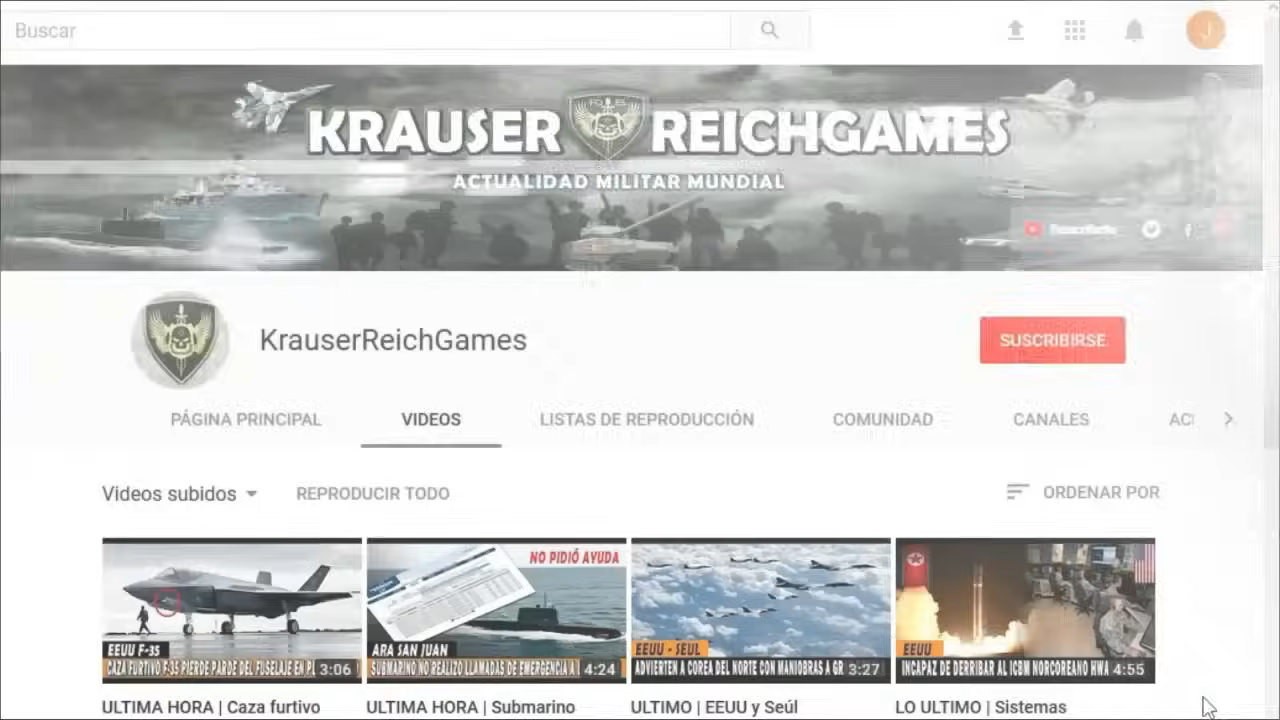 Buscar
J
KRAUSER REICHGAMES
ACTUALIDAD MILITAR MUNDIAL
KrauserReichGames
SUSCRIBIRSE
PÁGINA PRINCIPAL
VIDEOS
LISTAS DE REPRODUCCIÓN
COMUNIDAD
CANALES
Videos subidos
REPRODUCIR TODO
ORDENAR POR
NO PIDIÓ AYUDA
EEUU F-35
CAZA FURTIVO F-35 PIERDE PARDE DEL FUSELAJE EN P 3:06
ARA SAN JUAN
SUBMARINO NO REALIZO LLAMADAS DE EMERGENCIA A 4:24
EEUU - SEUL
ADVIERTEN A COREA DEL NORTE CON MANIOBRAS A GR 3:27
EEUU
INCAPAZ DE DERRIBAR AL ICBM NORCOREANO HWA 4:55
ULTIMA HORA | Caza furtivo
ULTIMA HORA | Submarino
ULTIMO | EEUU y Seúl
LO ULTIMO | Sistemas